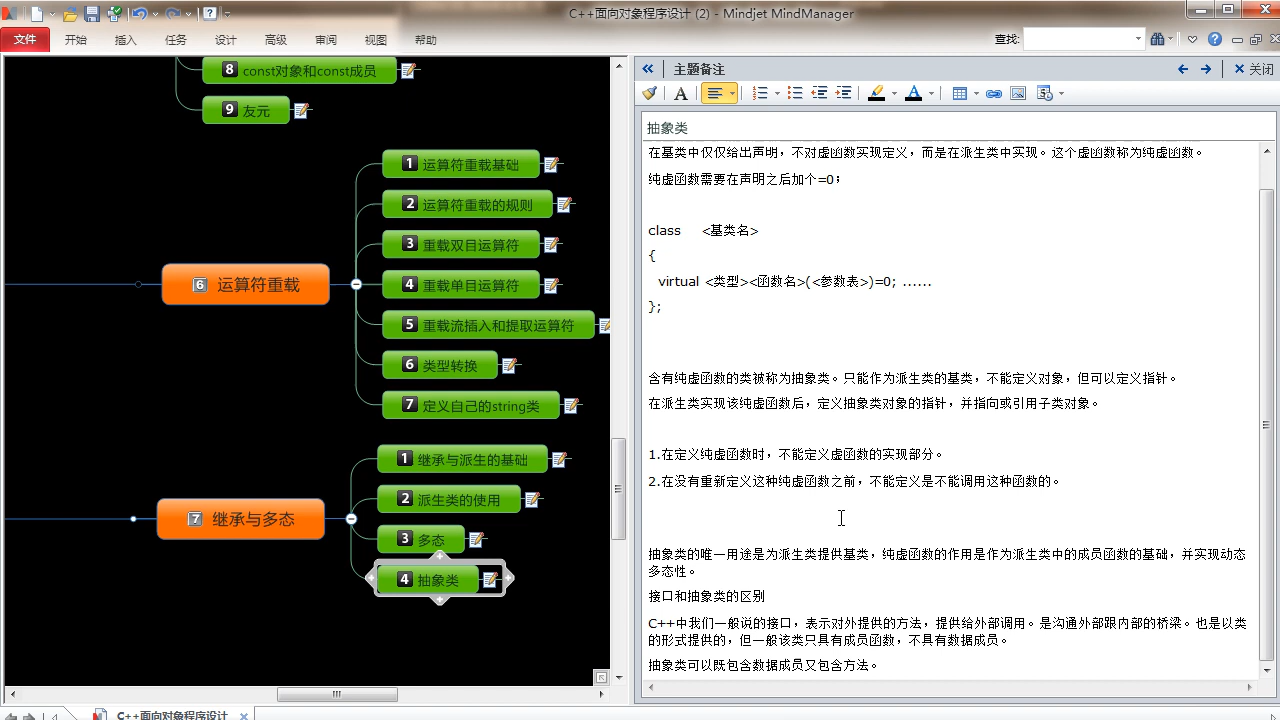 C++面向对象程序设计 (2) - Mindjet MindManager
文件 开始 插入 任务 设计 高级 审阅 视图 帮助 查找:
主题备注 关闭
8 const对象和const成员
9 友元
6 运算符重载
1 运算符重载基础
2 运算符重载的规则
3 重载双目运算符
4 重载单目运算符
5 重载流插入和提取运算符
6 类型转换
7 定义自己的string类
7 继承与多态
1 继承与派生的基础
2 派生类的使用
3 多态
4 抽象类
抽象类
在基类中仅仅给出声明，不对虚函数实现定义，而是在派生类中实现。这个虚函数称为纯虚函数。
纯虚函数需要在声明之后加个=0；
class <基类名>
{
virtual <类型><函数名>(<参数表>)=0; ......
};
含有纯虚函数的类被称为抽象类。只能作为派生类的基类，不能定义对象，但可以定义指针。
在派生类实现该纯虚函数后，定义抽象类对象的指针，并指向或引用子类对象。
1.在定义纯虚函数时，不能定义虚函数的实现部分。
2.在没有重新定义这种纯虚函数之前，不能定义是不能调用这种函数的。
抽象类的唯一用途是为派生类提供基类，纯虚函数的作用是作为派生类中的成员函数的基础，并实现动态
多态性。
接口和抽象类的区别
C++中我们一般说的接口，表示对外提供的方法，提供给外部调用。是沟通外部跟内部的桥梁。也是以类
的形式提供的，但一般该类只具有成员函数，不具有数据成员。
抽象类可以既包含数据成员又包含方法。
C++面向对象程序设计